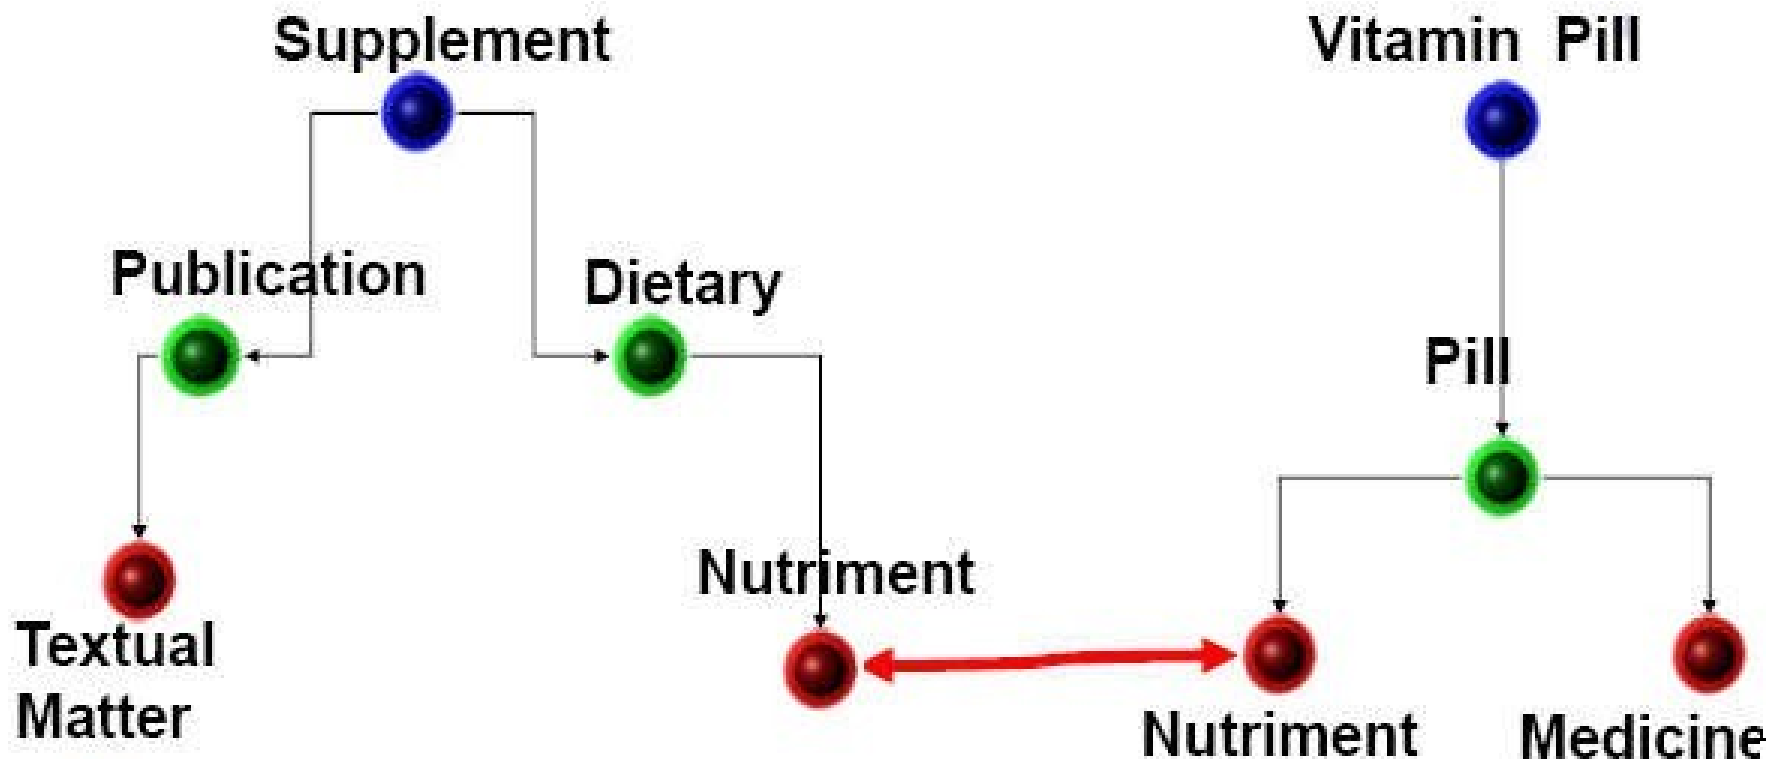 Supplement
Vitamin Pill
Publication
Dietary
Pill
Nutriment
Textual
Matter
Nutriment
Medicine